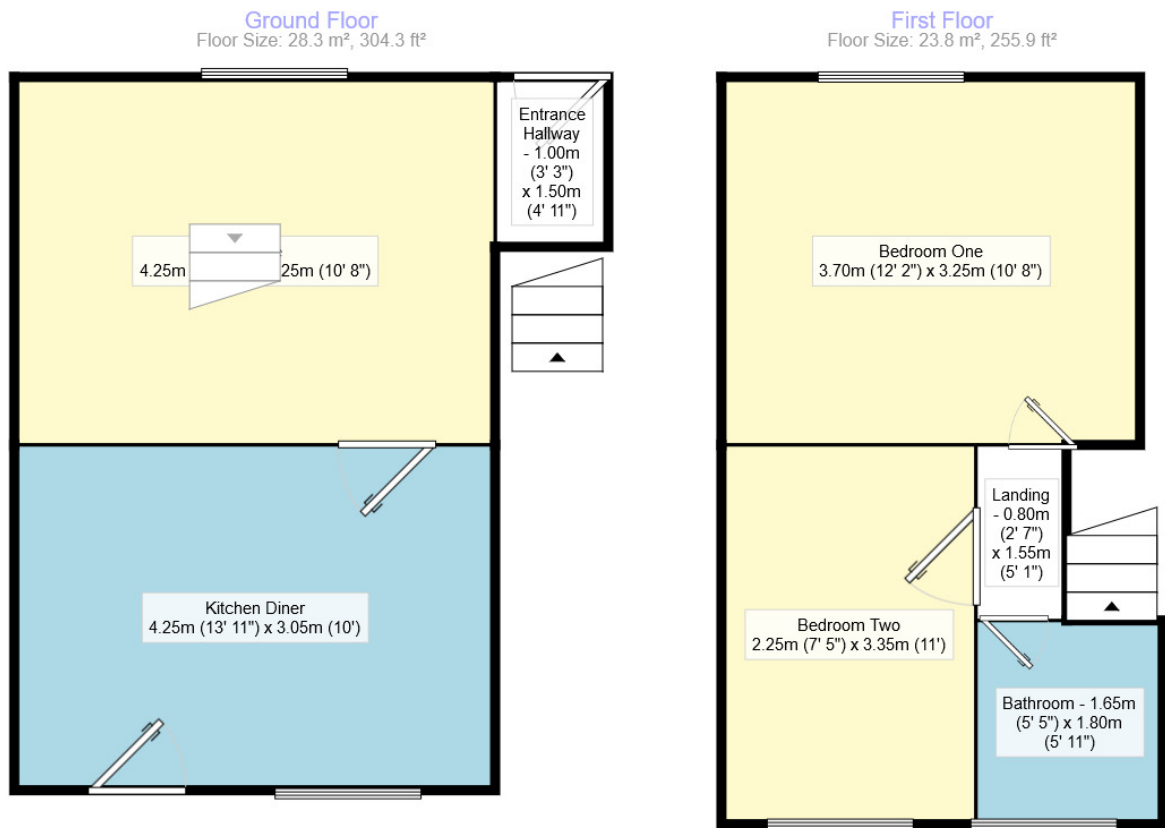 Ground Floor
Floor Size: 28.3 m², 304.3 ft²
Entrance
Hallway
- 1.00m
(3' 3")
x 1.50m
(4' 11")
4.25m 25m (10' 8")
Kitchen Diner
4.25m (13' 11") x 3.05m (10')
First Floor
Floor Size: 23.8 m², 255.9 ft²
Bedroom One
3.70m (12' 2") x 3.25m (10' 8")
Landing
- 0.80m
(2' 7")
x 1.55m
(5' 1")
Bedroom Two
2.25m (7' 5") x 3.35m (11')
Bathroom - 1.65m
(5' 5") x 1.80m
(5' 11")